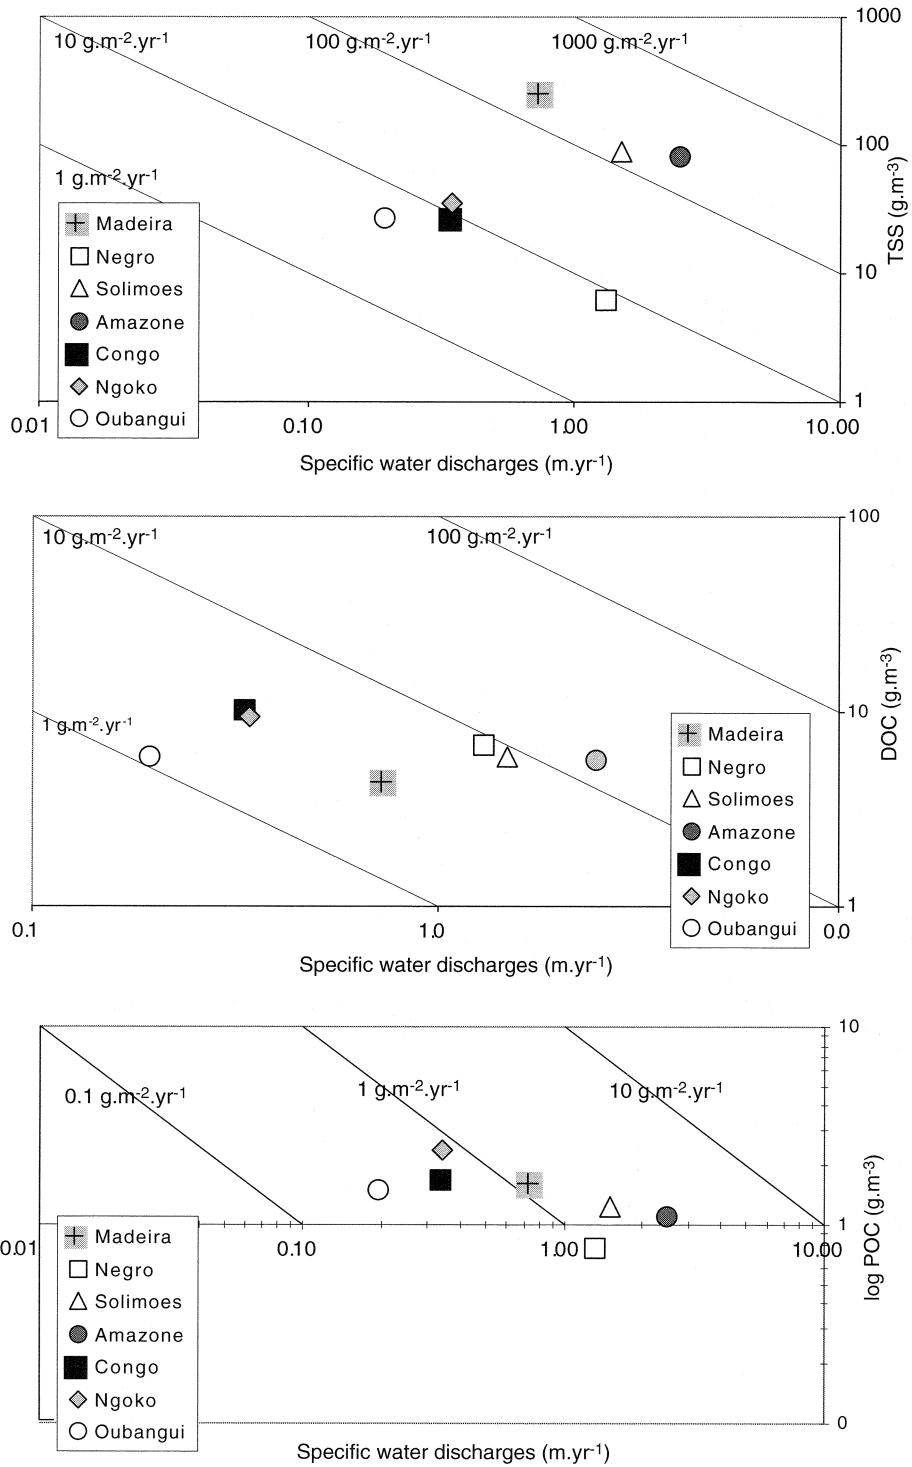 10 g.m-2.yr-1 100 g.m-2.yr-1 1000 g.m-2.yr-1
1000
100
10
1
TSS (g.m-3)
1 g.m-2.yr-1
Madeira
Negro
Solimoes
Amazone
Congo
Ngoko
Oubangui
0.01 0.10 1.00 10.00
Specific water discharges (m.yr-1)
10 g.m-2.yr-1 100 g.m-2.yr-1
100
10
1
DOC (g.m-3)
1 g.m-2.yr-1
Madeira
Negro
Solimoes
Amazone
Congo
Ngoko
Oubangui
0.1 1.0 0.0
Specific water discharges (m.yr-1)
10
1
0
log POC (g.m-3)
0.1 g.m-2.yr-1 1 g.m-2.yr-1 10 g.m-2.yr-1
0.01 0.10 1.00 10.00
Madeira
Negro
Solimoes
Amazone
Congo
Ngoko
Oubangui
Specific water discharges (m.yr-1)